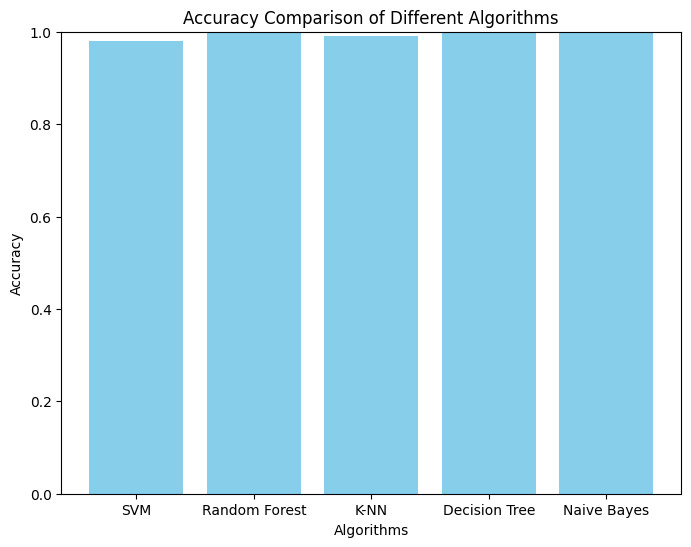 Accuracy Comparison of Different Algorithms
1.0
0.8
0.6
0.4
0.2
0.0
Accuracy
SVM Random Forest K-NN Decision Tree Naive Bayes
Algorithms